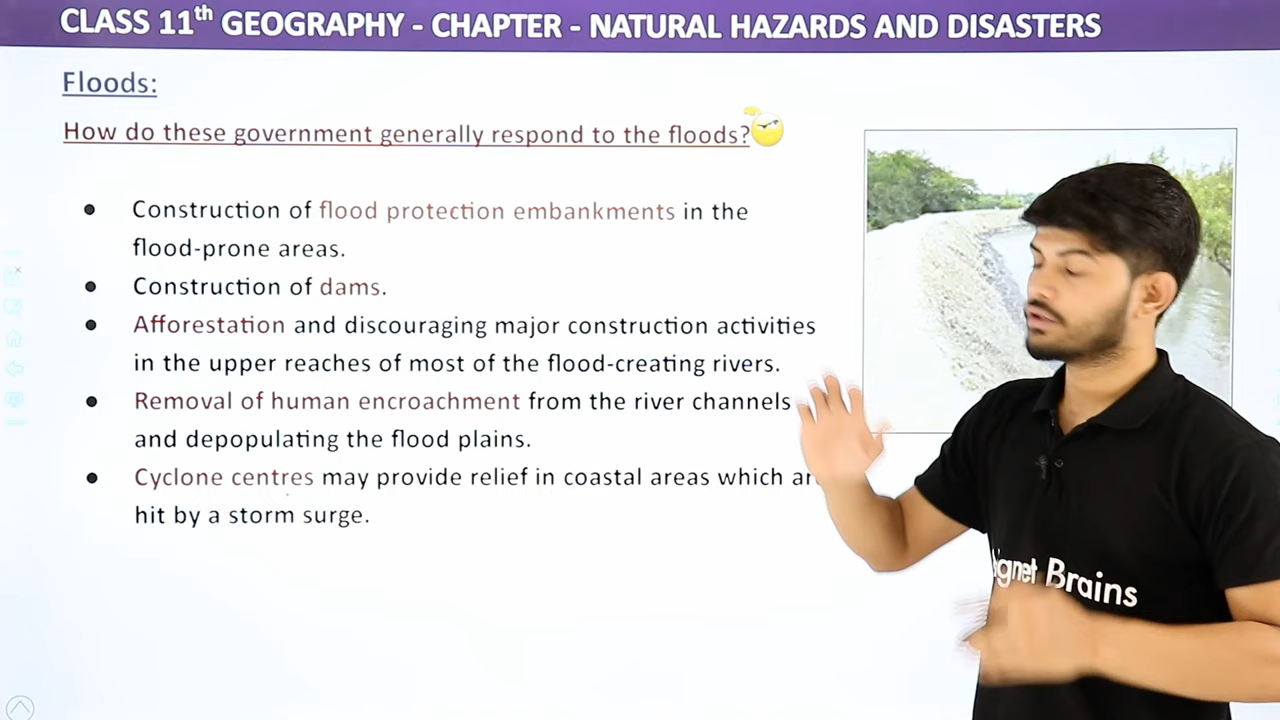 CLASS 11th GEOGRAPHY - CHAPTER - NATURAL HAZARDS AND DISASTERS
Floods:
How do these government generally respond to the floods?
● Construction of flood protection embankments in the
flood-prone areas.
● Construction of dams.
● Afforestation and discouraging major construction activities
in the upper reaches of most of the flood-creating rivers.
● Removal of human encroachment from the river channels
and depopulating the flood plains.
● Cyclone centres may provide relief in coastal areas which
hit by a storm surge.
Brains